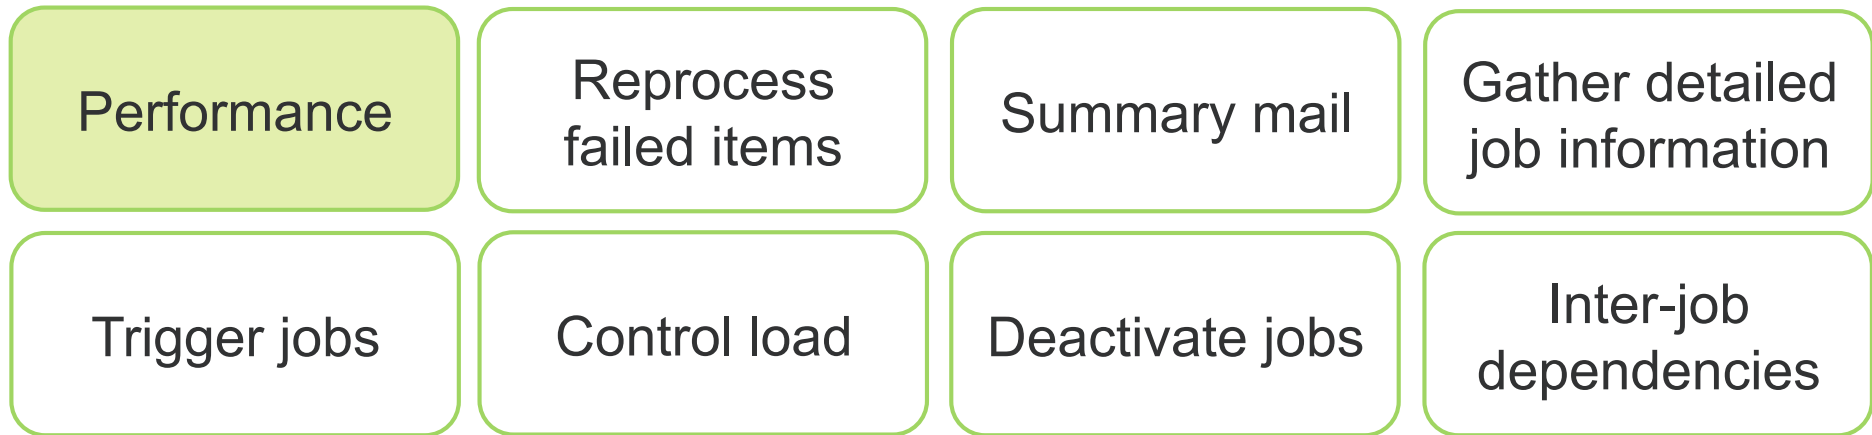 Performance
Reprocess
failed items
Summary mail
Gather detailed
job information
Trigger jobs
Control load
Deactivate jobs
Inter-job
dependencies